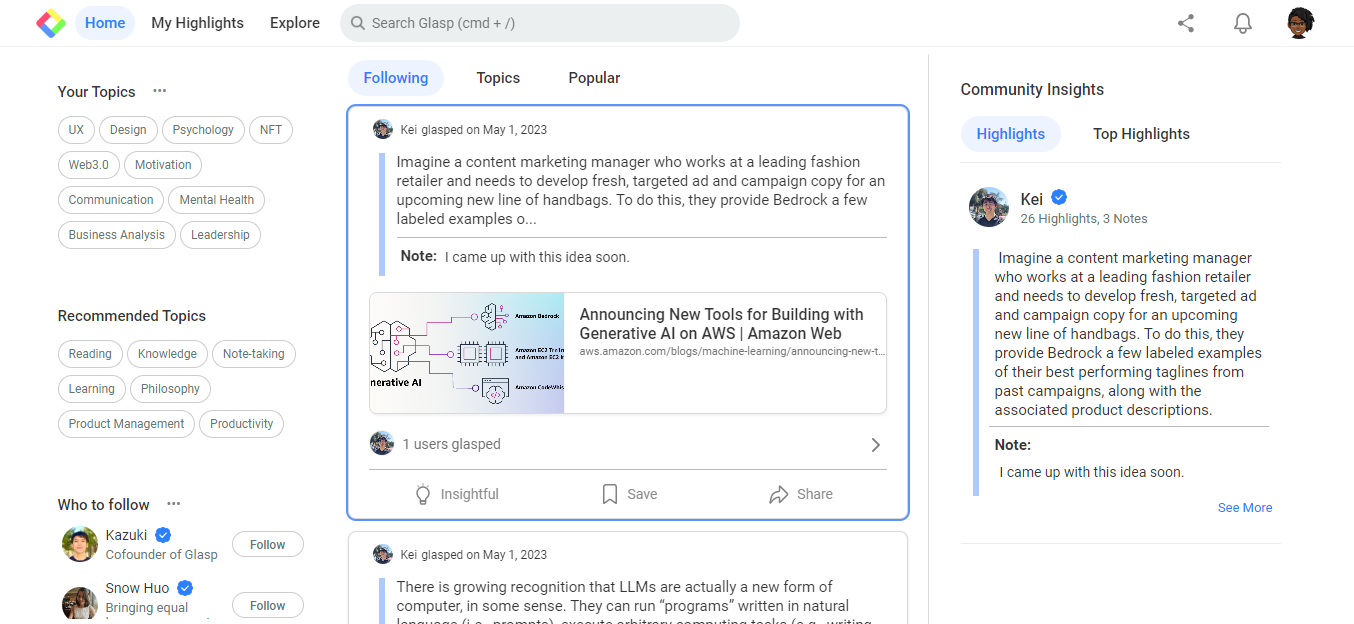 Home
My Highlights
Explore
Search Glasp (cmd + /)
Your Topics
UX
Design
Psychology
NFT
Web3.0
Motivation
Communication
Mental Health
Business Analysis
Leadership
Recommended Topics
Reading
Knowledge
Note-taking
Learning
Philosophy
Product Management
Productivity
Who to follow
Kazuki
Cofounder of Glasp
Follow
Snow Huo
Bringing equal
Follow
Following
Topics
Popular
Kei glasped on May 1, 2023
Imagine a content marketing manager who works at a leading fashion
retailer and needs to develop fresh, targeted ad and campaign copy for an
upcoming new line of handbags. To do this, they provide Bedrock a few
labeled examples o...
Note: I came up with this idea soon.
Amazon Bedrock
Amazon EC2
and Amazon EC2
nerative AI
Amazon
Announcing New Tools for Building with
Generative AI on AWS | Amazon Web
aws.amazon.com/blogs/machine-learning/announcing-new-t...
1 users glasped
Insightful
Save
Share
Kei glasped on May 1, 2023
There is growing recognition that LLMs are actually a new form of
computer, in some sense. They can run “programs” written in natural
language (i.e., prompts), execute arbitrary computing tasks (e.g., writing
Community Insights
Highlights
Top Highlights
Kei
26 Highlights, 3 Notes
Imagine a content marketing manager
who works at a leading fashion retailer
and needs to develop fresh, targeted ad
and campaign copy for an upcoming
new line of handbags. To do this, they
provide Bedrock a few labeled examples
of their best performing taglines from
past campaigns, along with the
associated product descriptions.
Note:
I came up with this idea soon.
See More